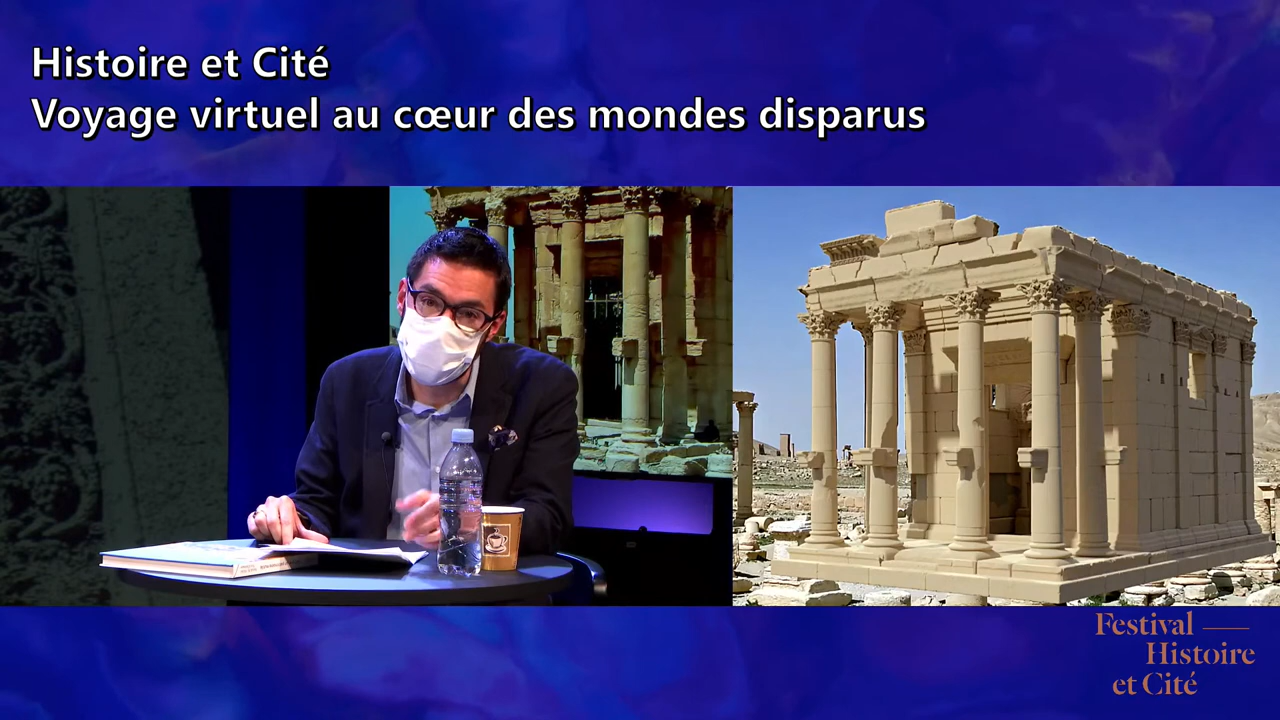 Histoire et Cité
Voyage virtuel au cœur des mondes disparus
Festival
Histoire
et Cité